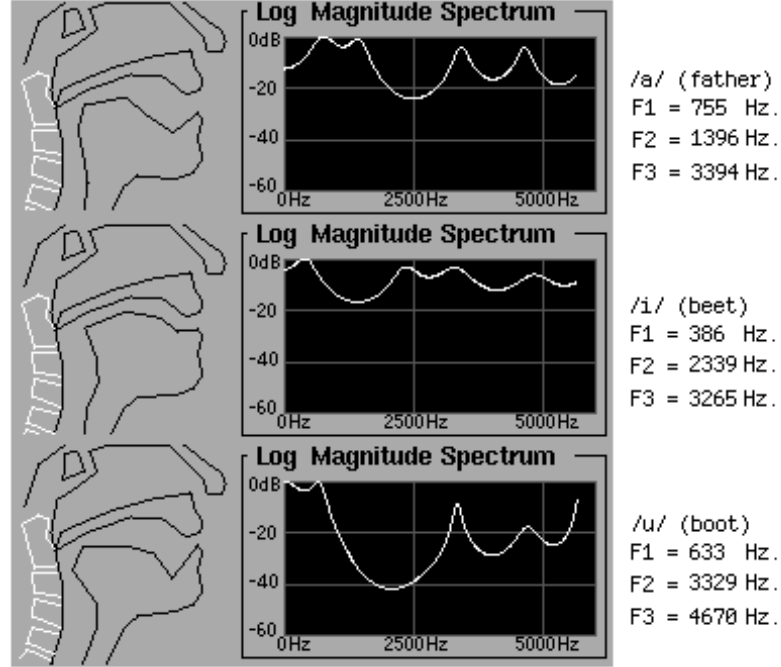 Log Magnitude Spectrum
0dB
-20
-40
-60
0Hz 2500Hz 5000Hz
/a/ (father)
F1 = 755 Hz.
F2 = 1396 Hz.
F3 = 3394 Hz.
Log Magnitude Spectrum
0dB
-20
-40
-60
0Hz 2500Hz 5000Hz
/i/ (beet)
F1 = 386 Hz.
F2 = 2339 Hz.
F3 = 3265 Hz.
Log Magnitude Spectrum
0dB
-20
-40
-60
0Hz 2500Hz 5000Hz
/u/ (boot)
F1 = 633 Hz.
F2 = 3329 Hz.
F3 = 4670 Hz.